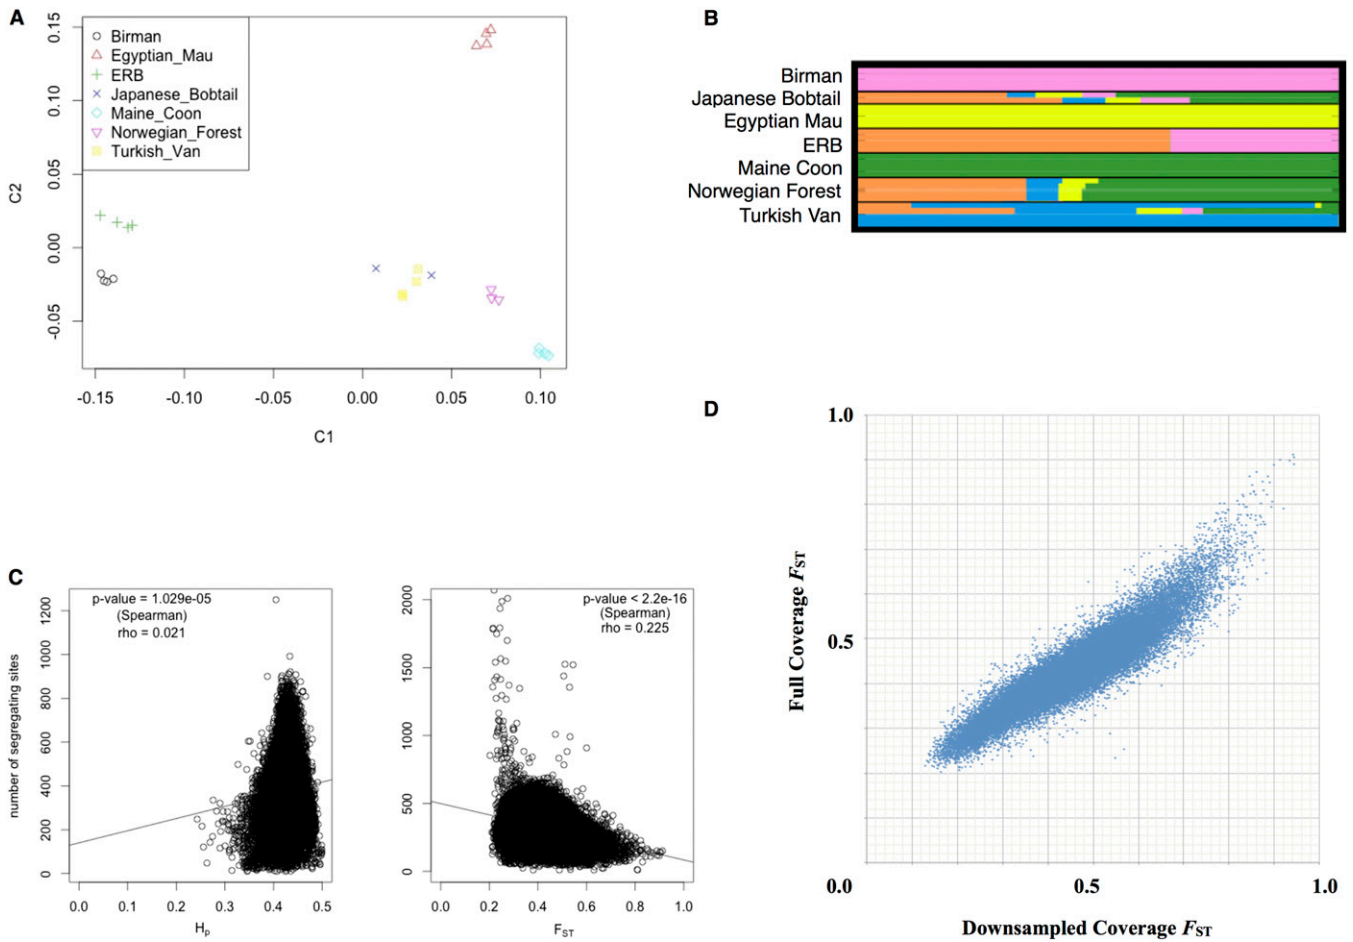 A
Birman
Egyptian_Mau
ERB
Japanese_Bobtail
Maine_Coon
Norwegian_Forest
Turkish_Van
0.15
0.10
0.05
0.00
-0.05
C2
-0.15 -0.10 -0.05 0.00 0.05 0.10
C1
B
Birman
Japanese Bobtail
Egyptian Mau
ERB
Maine Coon
Norwegian Forest
Turkish Van
C
p-value = 1.029e-05
(Spearman)
rho = 0.021
1200
1000
800
600
400
200
0
number of segregating sites
0.0 0.1 0.2 0.3 0.4 0.5
Hp
p-value < 2.2e-16
(Spearman)
rho = 0.225
2000
1500
1000
500
0
0.0 0.2 0.4 0.6 0.8 1.0
FST
D
1.0
0.5
Full Coverage FST
0.0 0.5 1.0
Downsampled Coverage FST